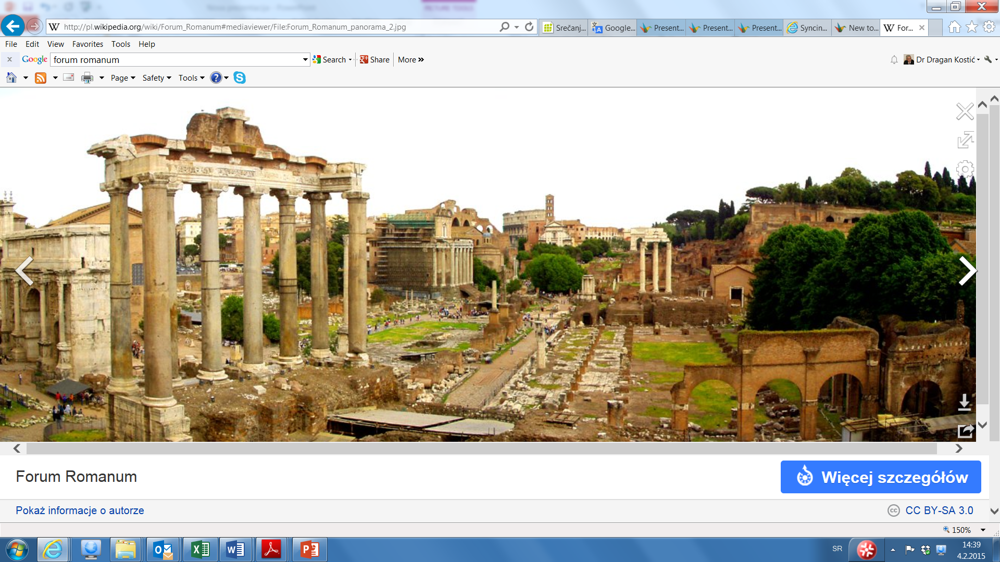 http://pl.wikipedia.org/wiki/Forum_Romanum#mediaviewer/File:Forum_Romanum_panorama_2.jpg
Srečanj... Google... Present... Present... Present... Syncin... New to... For...
File Edit View Favorites Tools Help
x Google forum romanum Search Share More »
Dr Dragan Kostić
Page Safety Tools
Forum Romanum
Więcej szczegółów
Pokaż informacje o autorze
cc CC BY-SA 3.0
150%
SR
14:39
4.2.2015